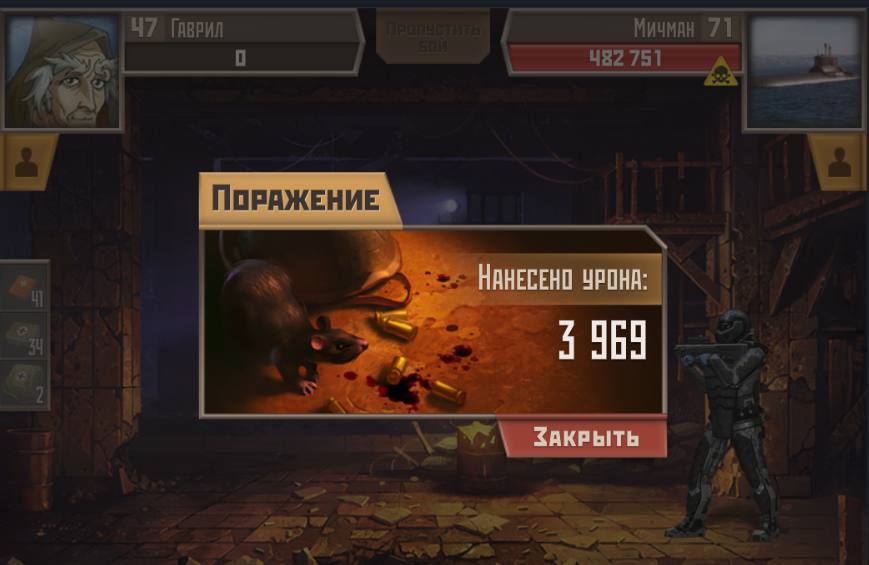 47 Гаврил
0
Пропустить
бой
Мичман 71
482 751
Поражение
Нанесено урона:
3 969
41
34
2
Закрыть